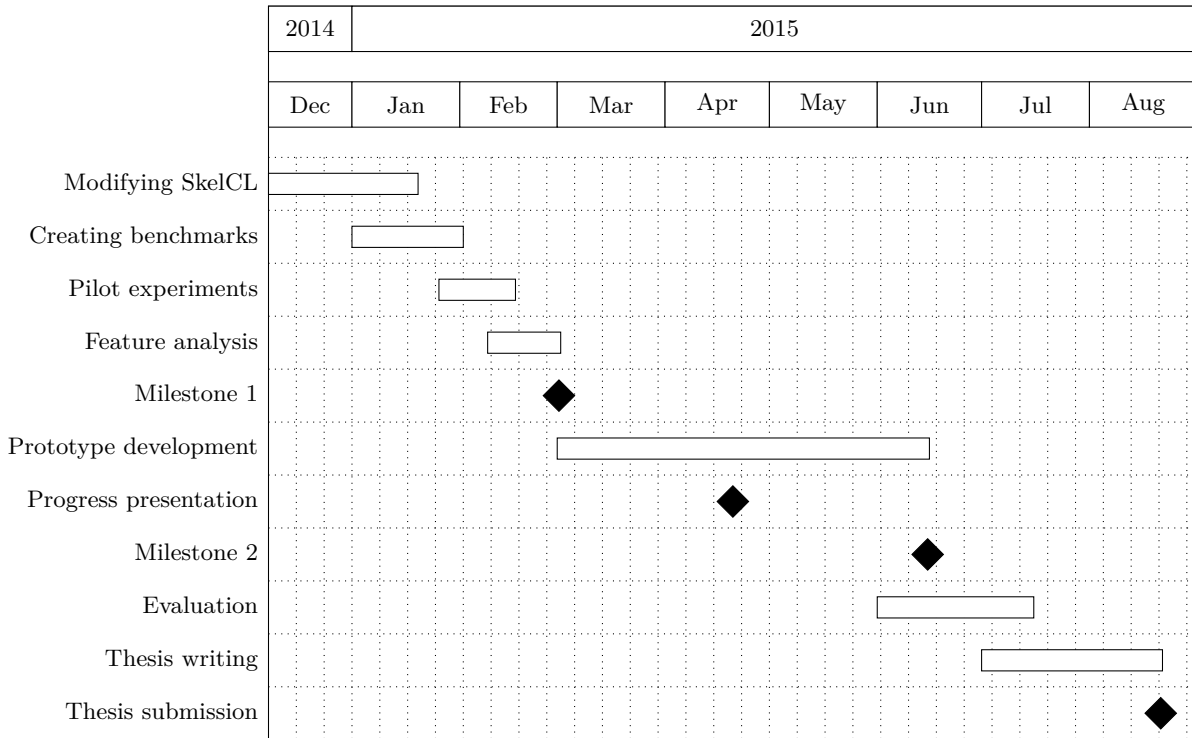 2014 2015
Dec Jan Feb Mar Apr May Jun Jul Aug
Modifying SkelCL
Creating benchmarks
Pilot experiments
Feature analysis
Milestone 1
Prototype development
Progress presentation
Milestone 2
Evaluation
Thesis writing
Thesis submission